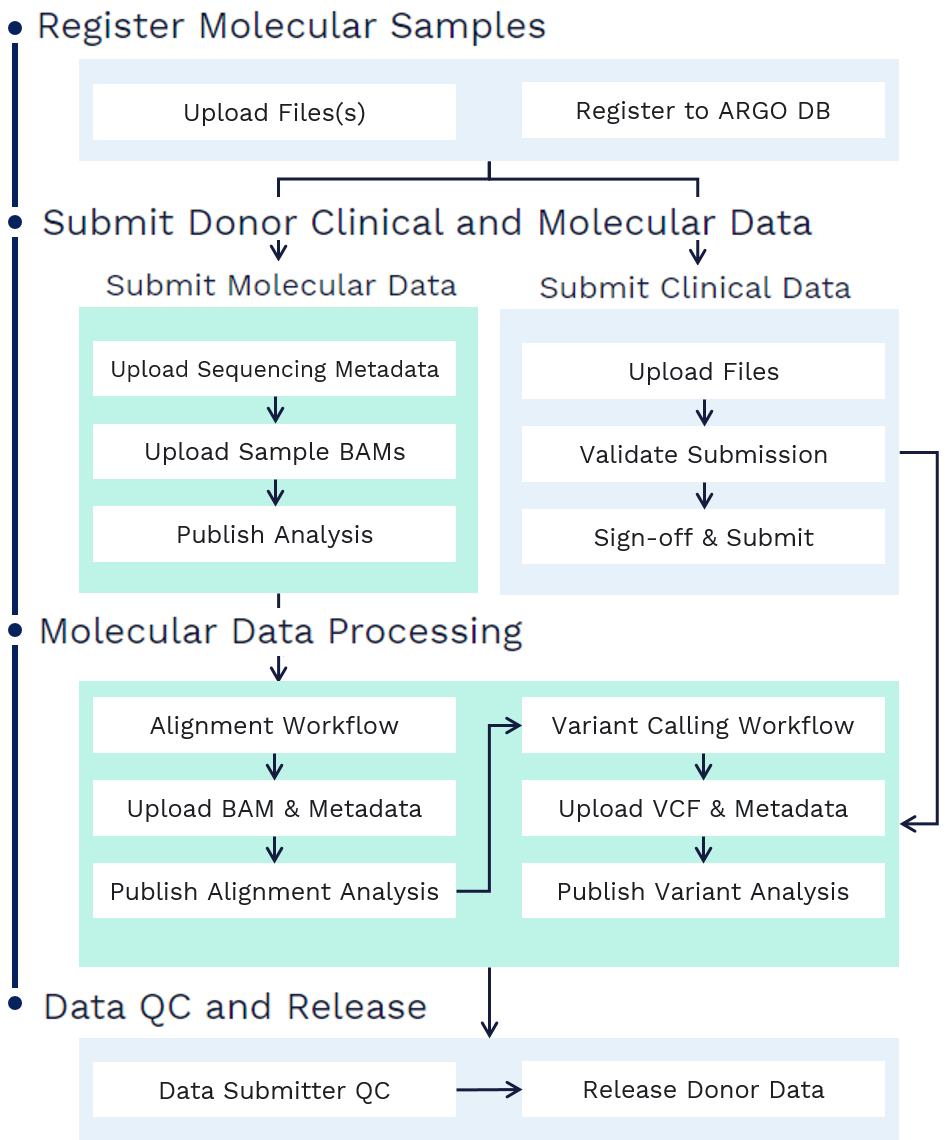 Register Molecular Samples
Upload Files(s)
Register to ARGO DB
Submit Donor Clinical and Molecular Data
Submit Molecular Data
Upload Sequencing Metadata
Upload Sample BAMs
Publish Analysis
Submit Clinical Data
Upload Files
Validate Submission
Sign-off & Submit
Molecular Data Processing
Alignment Workflow
Upload BAM & Metadata
Publish Alignment Analysis
Variant Calling Workflow
Upload VCF & Metadata
Publish Variant Analysis
Data QC and Release
Data Submitter QC
Release Donor Data